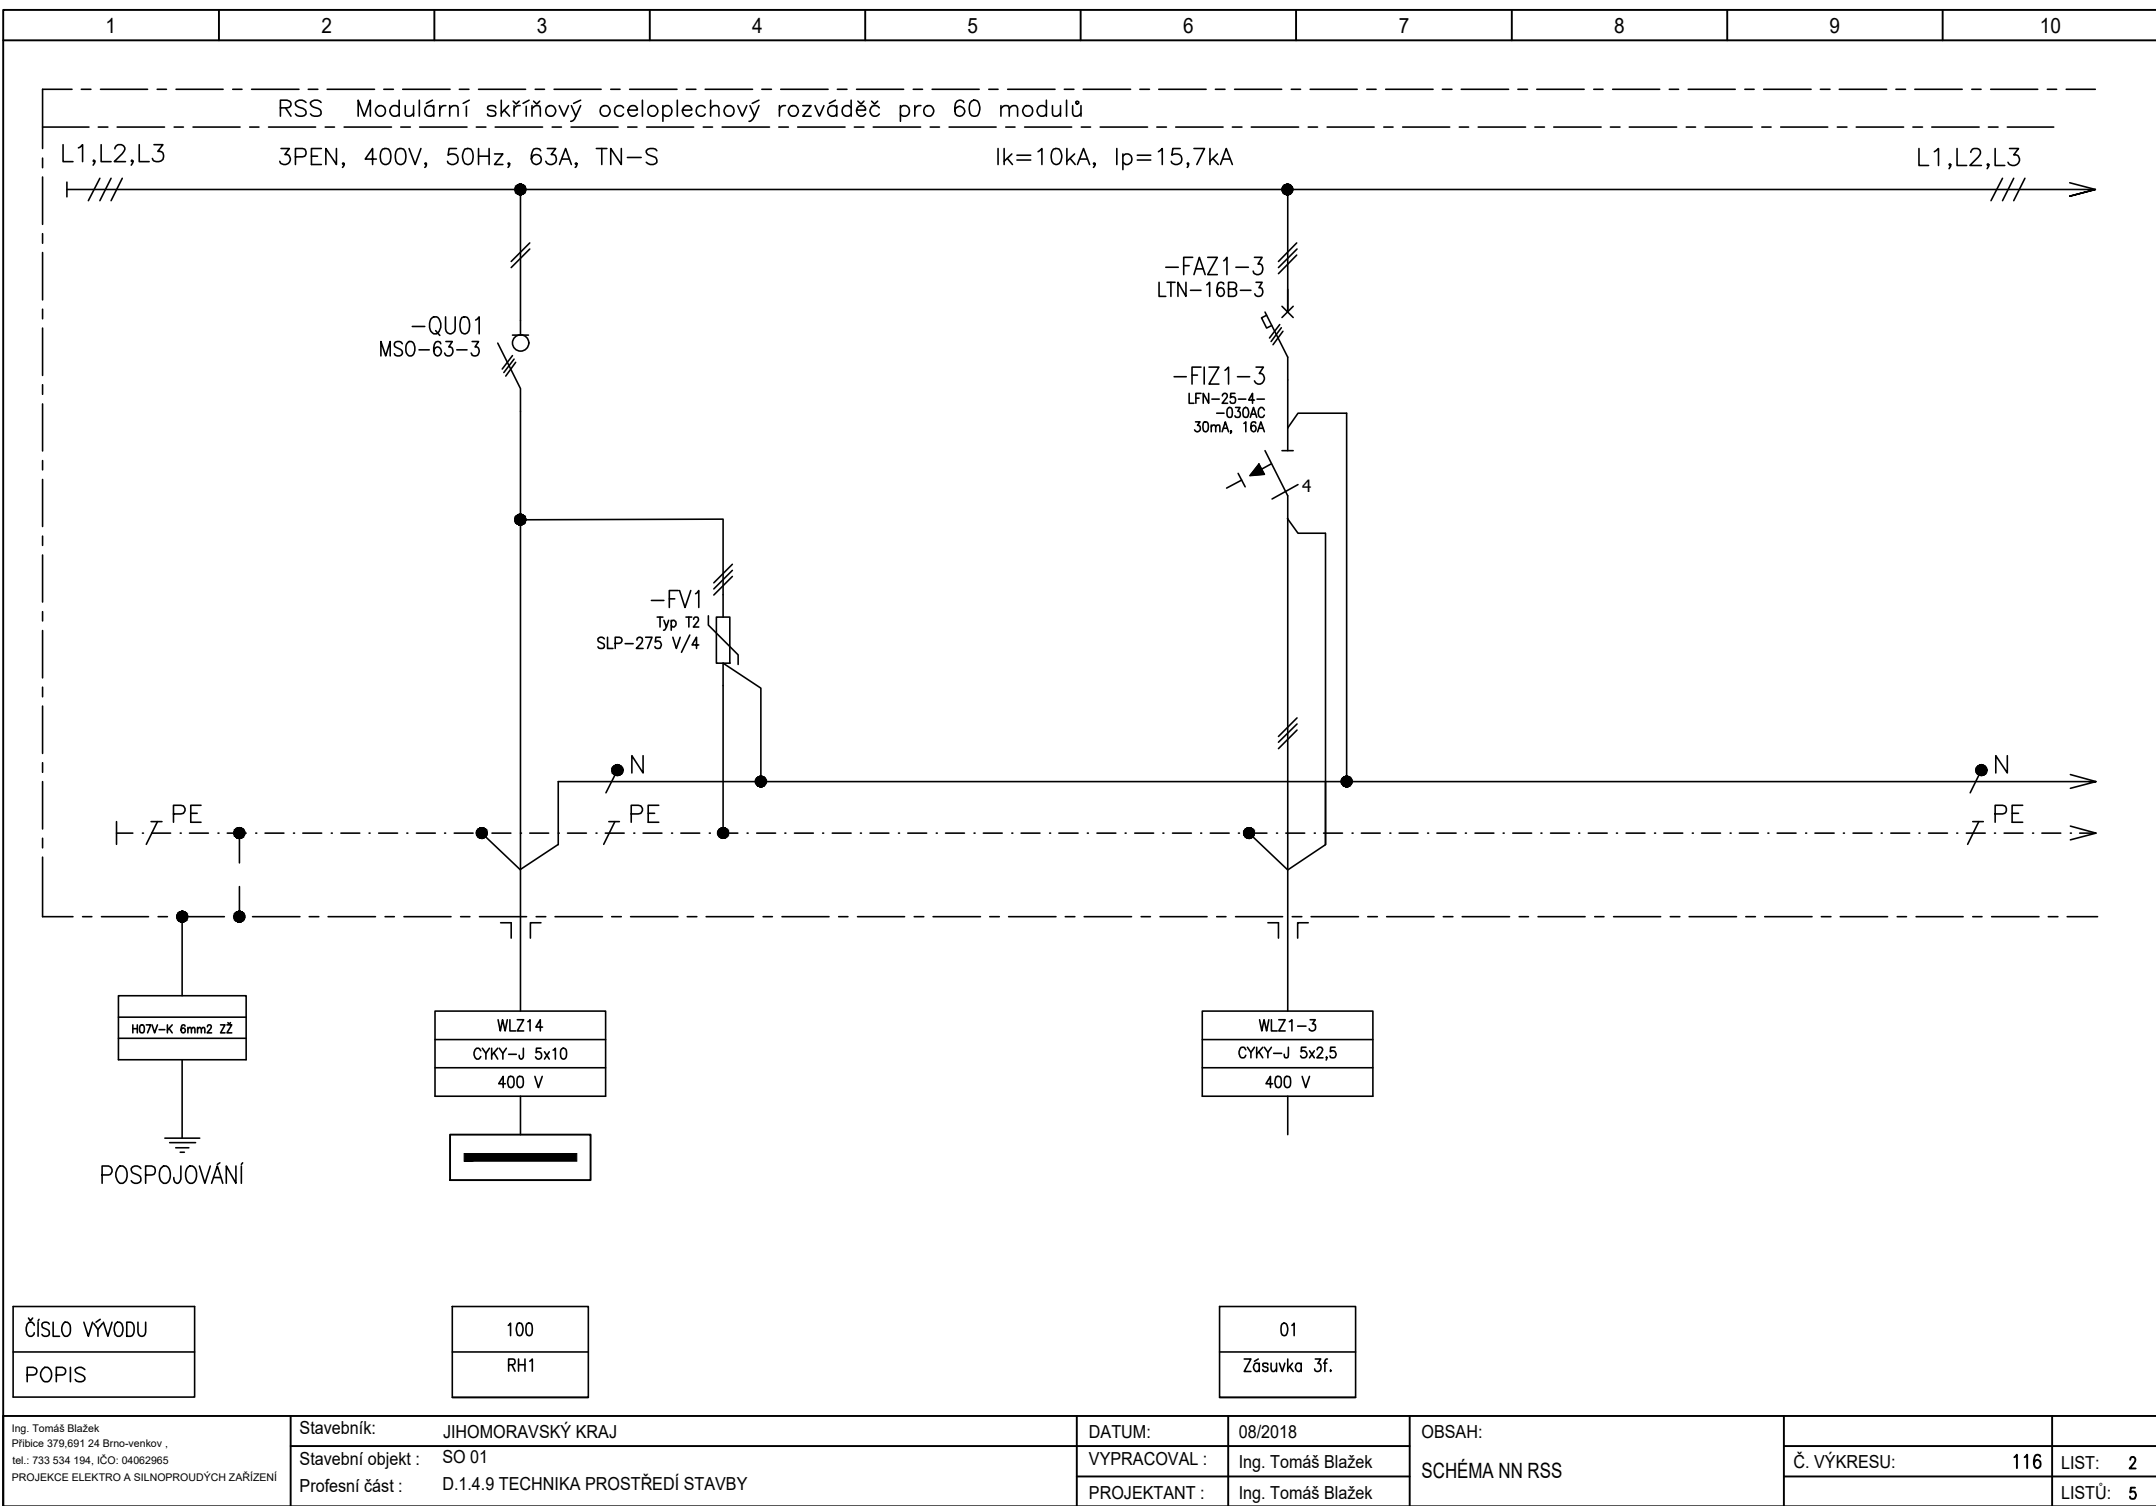 1 2 3 4 5 6 7 8 9 10
RSS Modulární skříňový oceloplechový rozváděč pro 60 modulů
L1,L2,L3 3PEN, 400V, 50Hz, 63A, TN-S Ik=10kA, Ip=15,7kA L1,L2,L3
-FAZ1-3
LTN-16B-3
-QU01
MSO-63-3
-FIZ1-3
LFN-25-4-
-030AC
30mA, 16A
4
-FV1
Typ T2
SLP-275 V/4
N N
PE PE PE
H07V-K 6mm2 ZŽ
POSPOJOVÁNÍ
WLZ14
CYKY-J 5x10
400 V
WLZ1-3
CYKY-J 5x2,5
400 V
ČÍSLO VÝVODU 100 01
POPIS RH1 Zásuvka 3f.
Ing. Tomáš Blažek
Přibice 379,691 24 Brno-venkov ,
tel.: 733 534 194, IČO: 04062965
PROJEKCE ELEKTRO A SILNOPROUDÝCH ZAŘÍZENÍ
Stavebník: JIHOMORAVSKÝ KRAJ
Stavební objekt : SO 01
Profesní část : D.1.4.9 TECHNIKA PROSTŘEDÍ STAVBY
DATUM: 08/2018
VYPRACOVAL : Ing. Tomáš Blažek
PROJEKTANT : Ing. Tomáš Blažek
OBSAH:
SCHÉMA NN RSS
Č. VÝKRESU: 116
LIST: 2
LISTŮ: 5